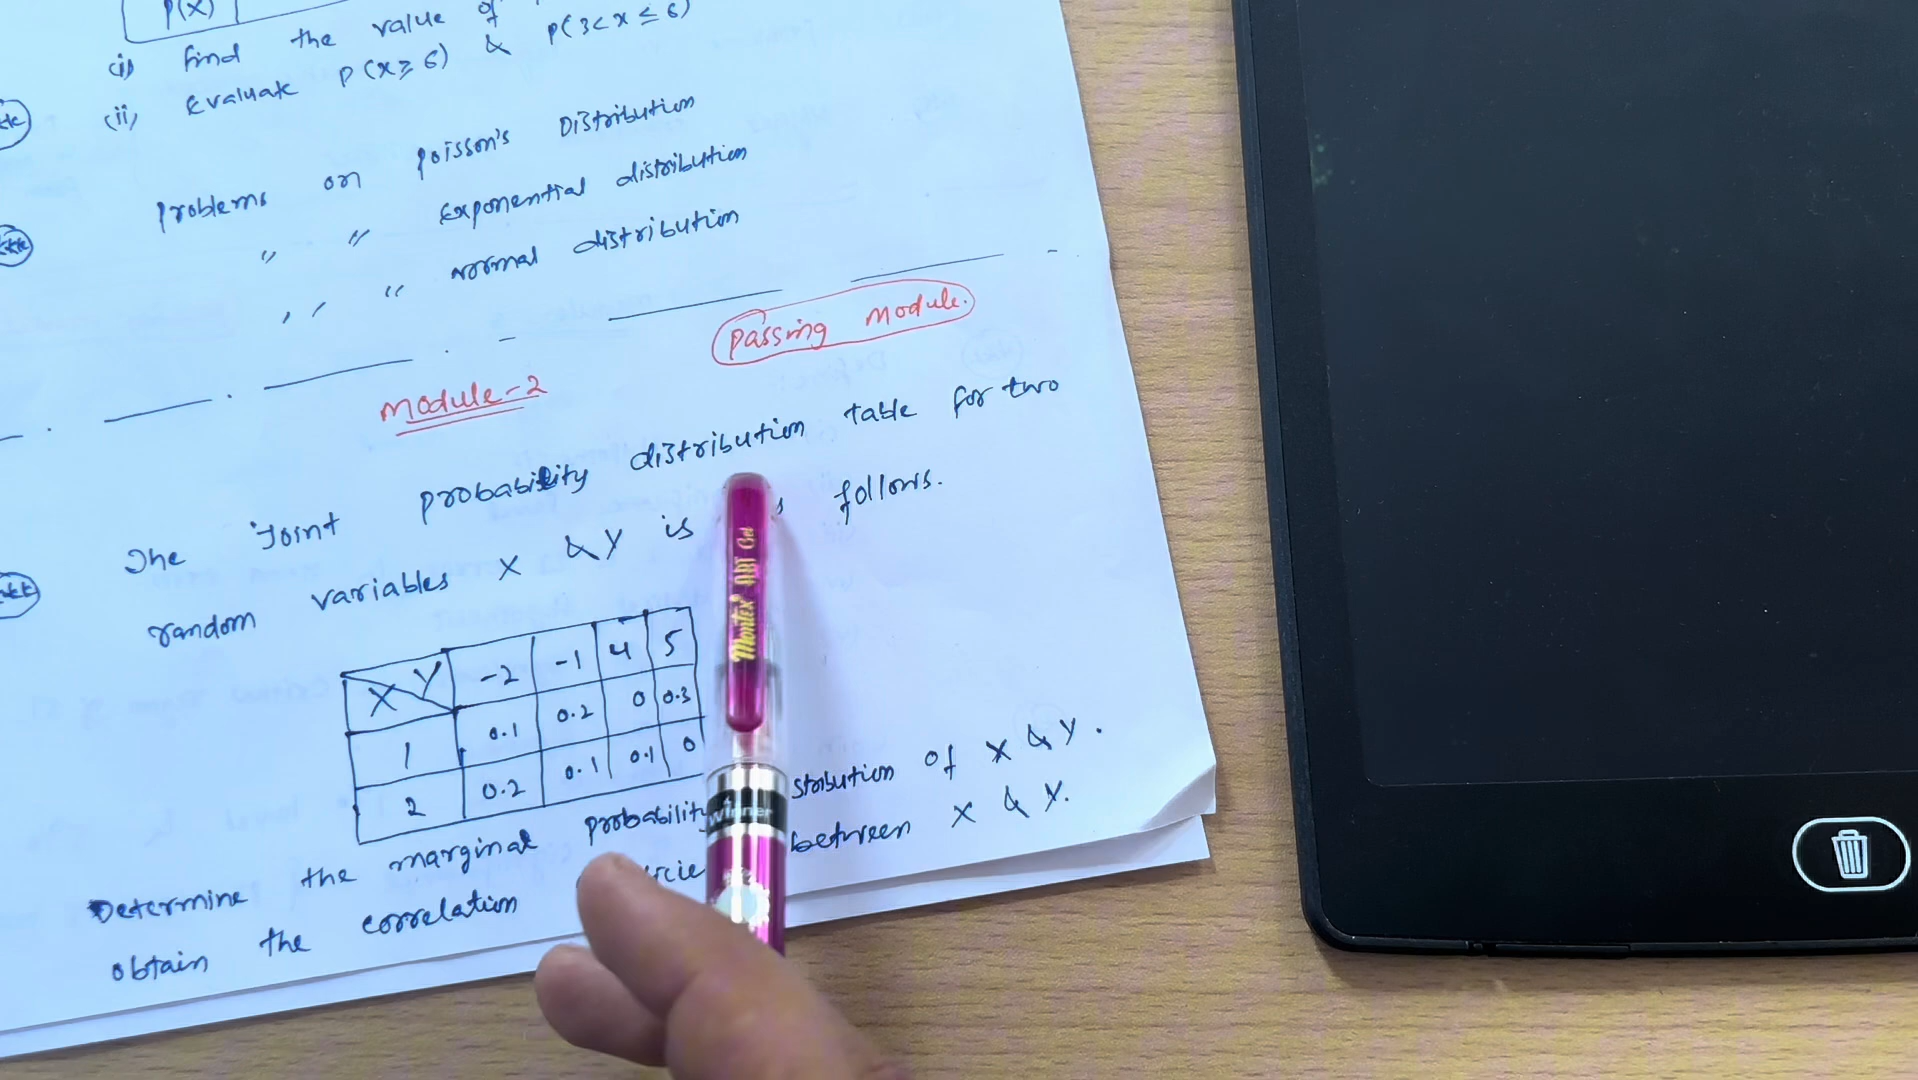 P(X)
(i) find the value of
(ii) Evaluate P(X≥6) & P(3<x≤6)
Problems on Poisson's Distribution
" " Exponential distribution
" " Normal distribution
Passing Module.
Module-2
The Joint probability distribution table for two
random variables X & Y is follows.
X Y -2 -1 4 5
1 0.1 0.2 0 0.3
2 0.2 0.1 0.1 0
Determine the marginal probability of X & Y.
obtain the correlation between X & Y.
Montex ART Gel